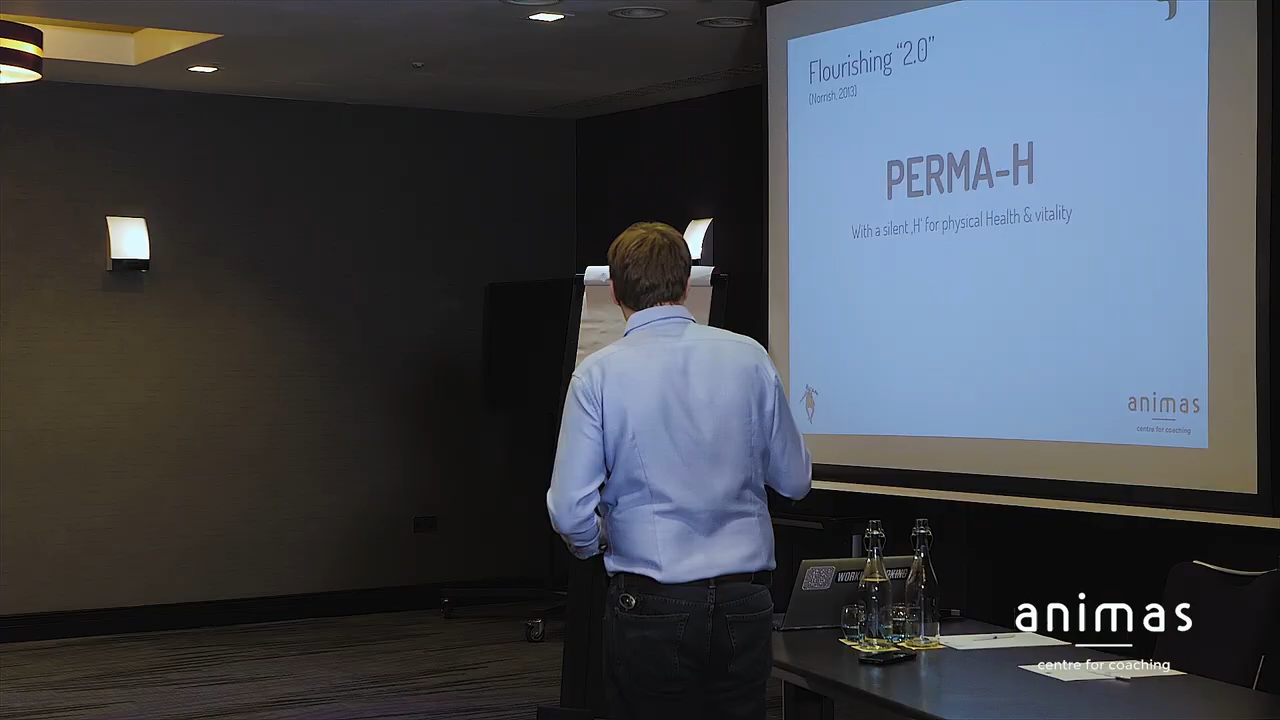 Flourishing "2.0"
(Norrish, 2013)
PERMA-H
With a silent ‚H' for physical Health & vitality
animas
centre for coaching
animas
centre for coaching